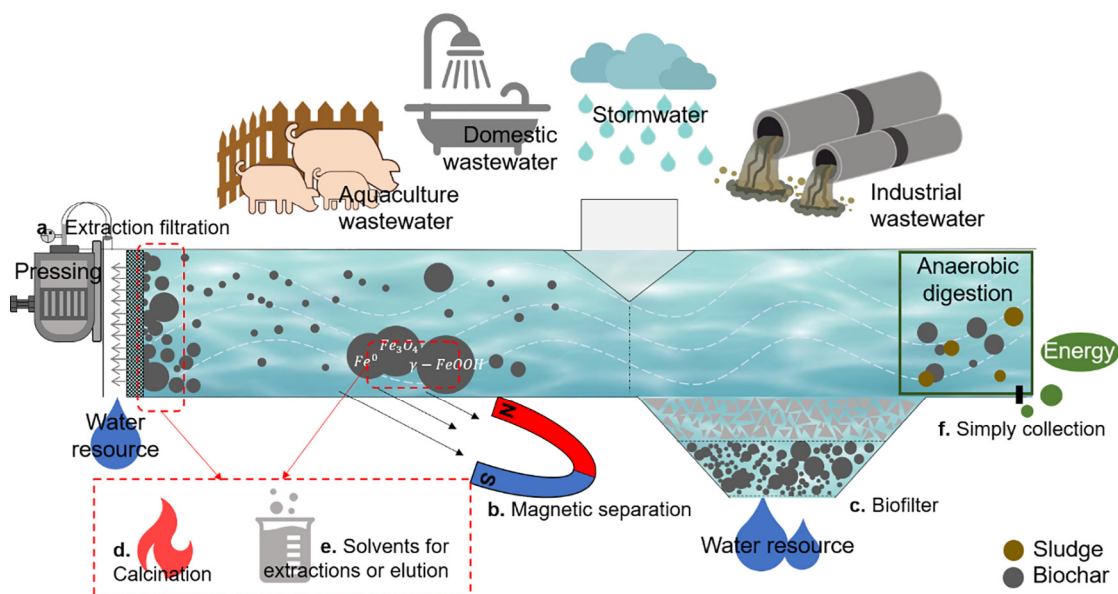 Domestic
wastewater
Stormwater
Aquaculture
wastewater
Industrial
wastewater
a. Extraction filtration
Pressing
Anaerobic
digestion
Fe₃O₄
Fe⁰
γ − FeOOH
Energy
Water
resource
N
S
f. Simply collection
b. Magnetic separation
c. Biofilter
d.
Calcination
e. Solvents for
extractions or elution
Water resource
Sludge
Biochar